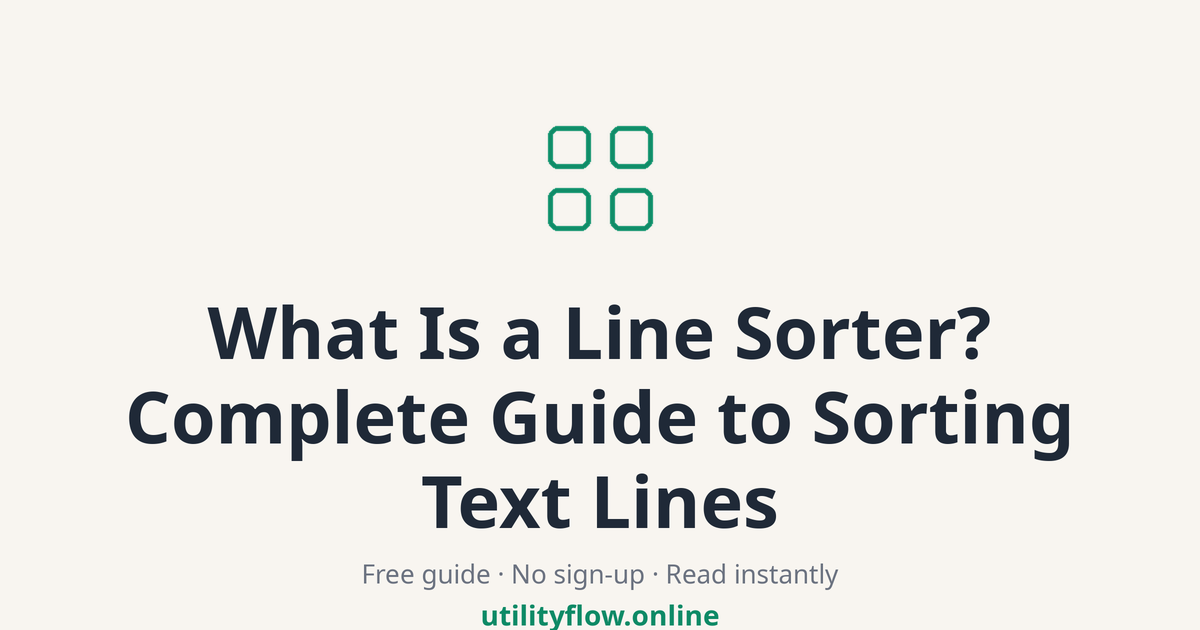 What Is a Line Sorter?
Complete Guide to Sorting
Text Lines
Free guide · No sign-up · Read instantly
utilityflow.online